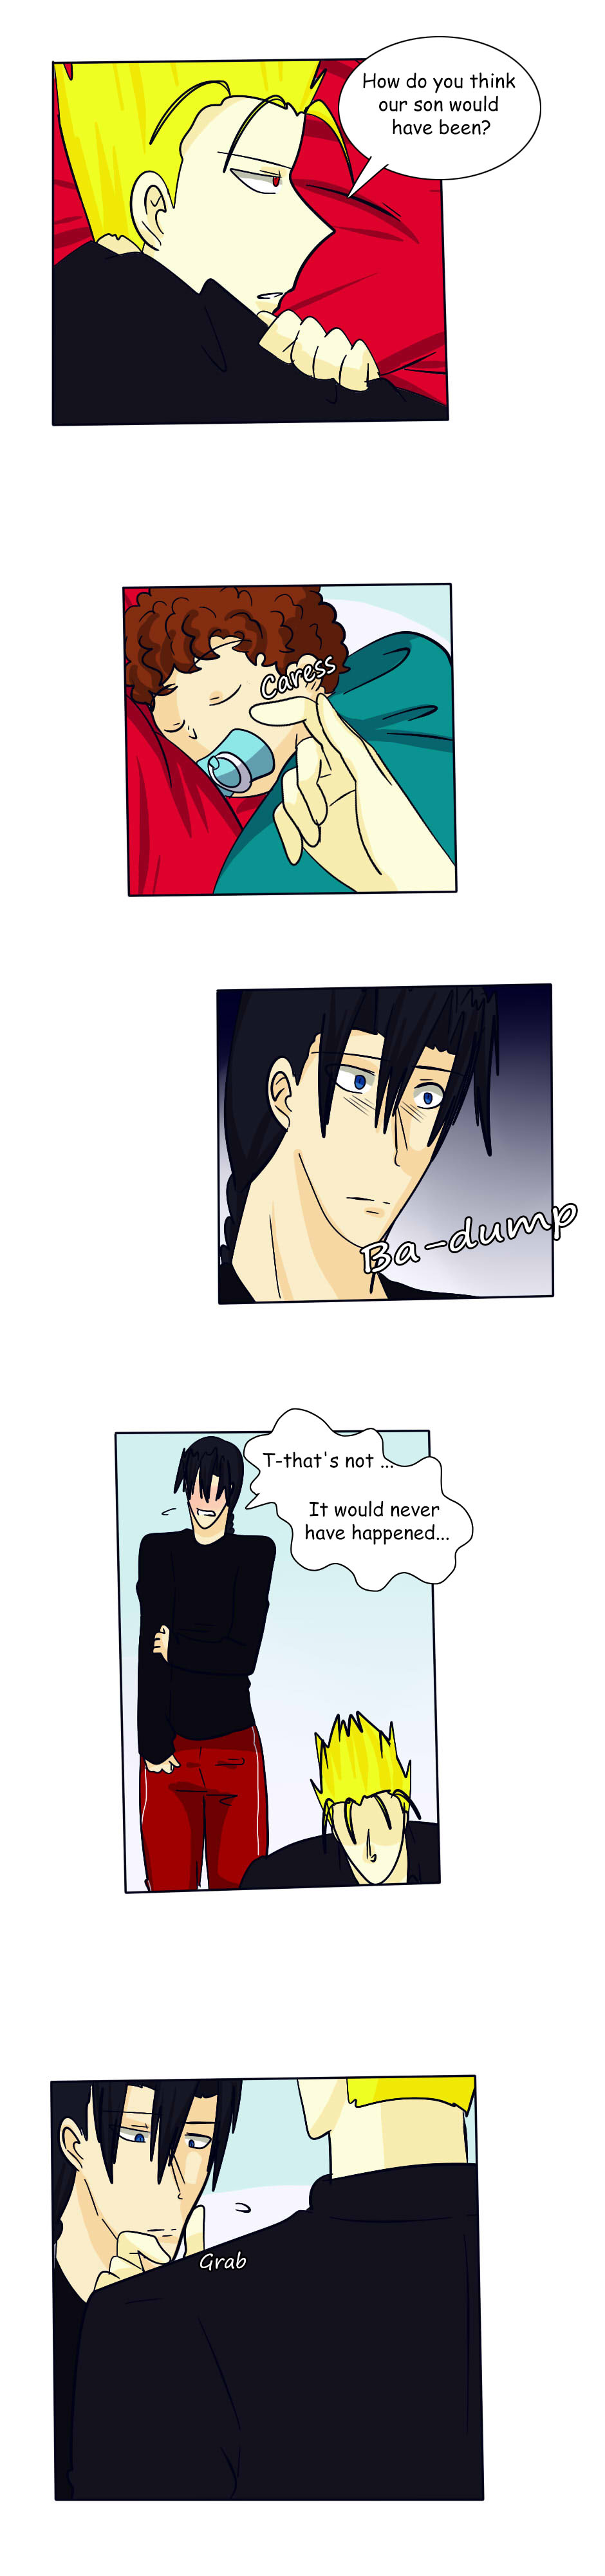 How do you think
our son would
have been?
Caress
Ba-dump
T-that's not ...
It would never
have happened...
Grab